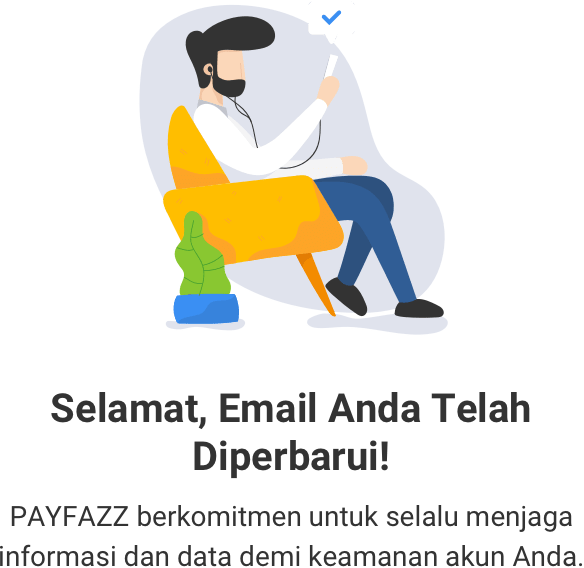 Selamat, Email Anda Telah
Diperbarui!
PAYFAZZ berkomitmen untuk selalu menjaga
informasi dan data demi keamanan akun Anda.